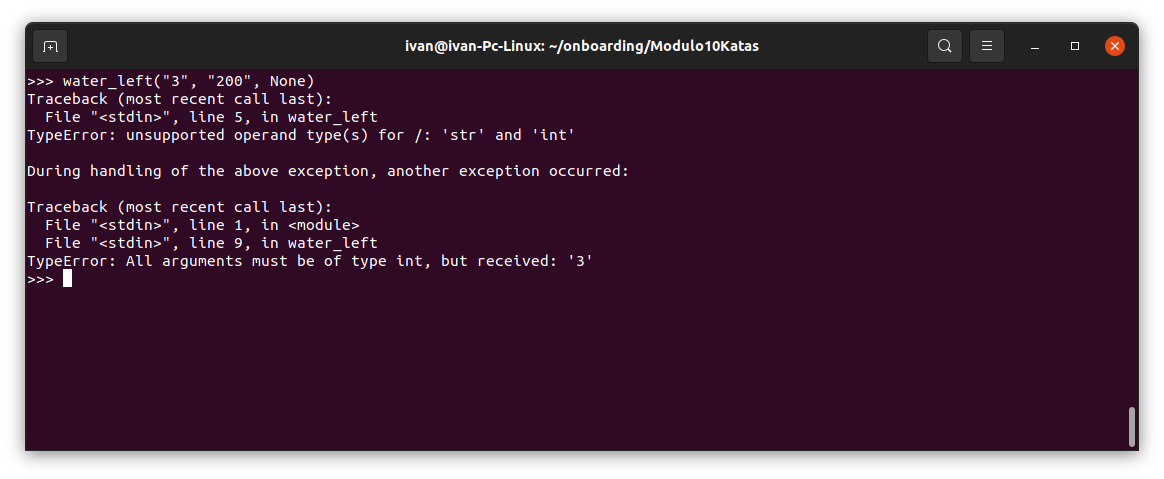 ivan@ivan-Pc-Linux: ~/onboarding/Modulo10Katas
>>> water_left("3", "200", None)
Traceback (most recent call last):
  File "<stdin>", line 5, in water_left
TypeError: unsupported operand type(s) for /: 'str' and 'int'

During handling of the above exception, another exception occurred:

Traceback (most recent call last):
  File "<stdin>", line 1, in <module>
  File "<stdin>", line 9, in water_left
TypeError: All arguments must be of type int, but received: '3'
>>>